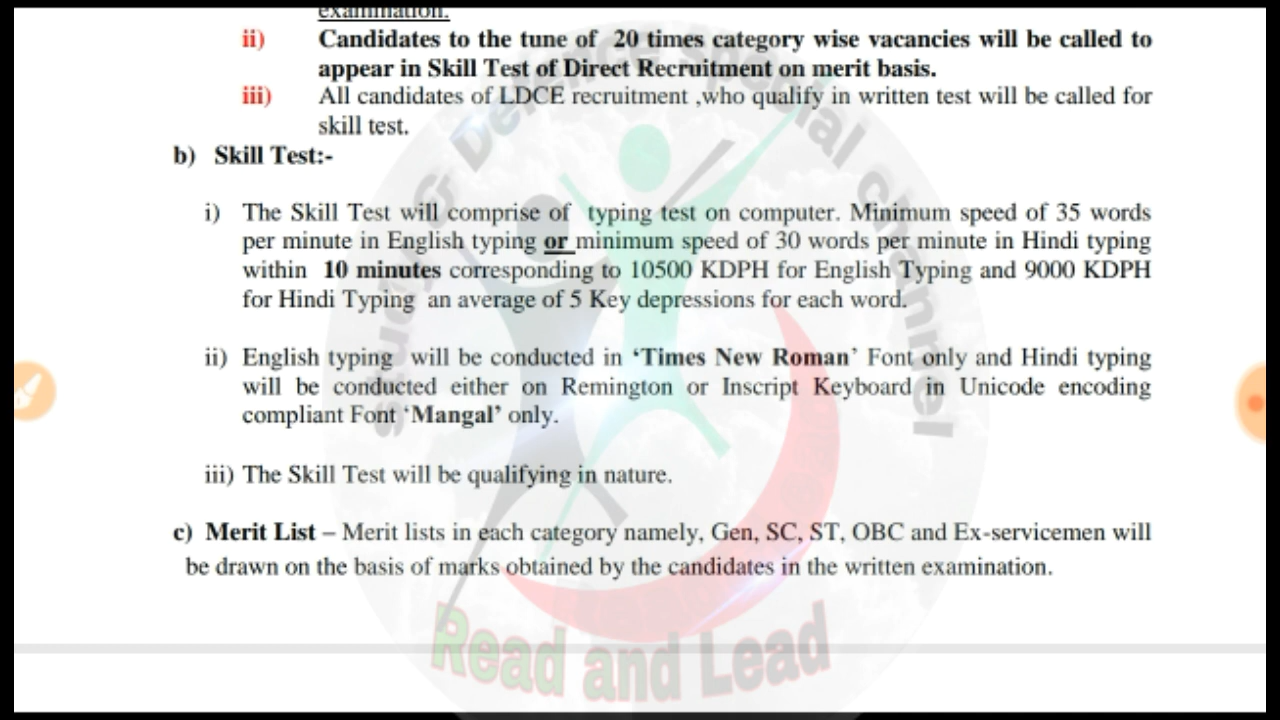 examination.
ii) Candidates to the tune of 20 times category wise vacancies will be called to
appear in Skill Test of Direct Recruitment on merit basis.
iii) All candidates of LDCE recruitment ,who qualify in written test will be called for
skill test.
b) Skill Test:-
i) The Skill Test will comprise of typing test on computer. Minimum speed of 35 words
per minute in English typing or minimum speed of 30 words per minute in Hindi typing
within 10 minutes corresponding to 10500 KDPH for English Typing and 9000 KDPH
for Hindi Typing an average of 5 Key depressions for each word.
ii) English typing will be conducted in ‘Times New Roman’ Font only and Hindi typing
will be conducted either on Remington or Inscript Keyboard in Unicode encoding
compliant Font ‘Mangal’ only.
iii) The Skill Test will be qualifying in nature.
c) Merit List – Merit lists in each category namely, Gen, SC, ST, OBC and Ex-servicemen will
be drawn on the basis of marks obtained by the candidates in the written examination.
Study & Defence Special channel
Read and Lead